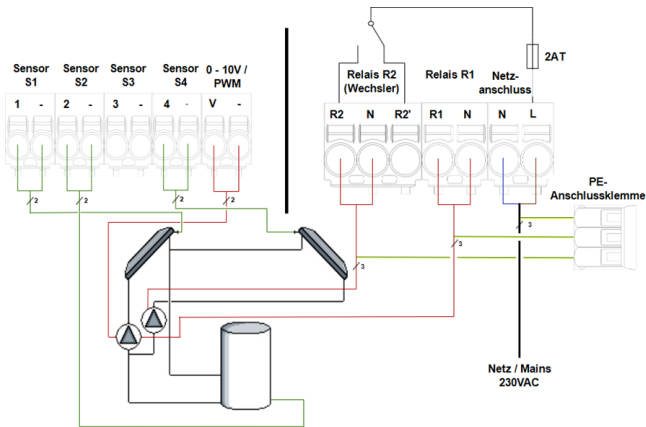 Sensor S1
Sensor S2
Sensor S3
Sensor S4
0 - 10V / PWM
1 -
2 -
3 -
4 -
V -
2
2
2
2
2AT
Relais R2 (Wechsler)
Relais R1
Netz-anschluss
R2 N R2'
R1 N
N L
PE-Anschlussklemme
3
3
3
Netz / Mains
230VAC